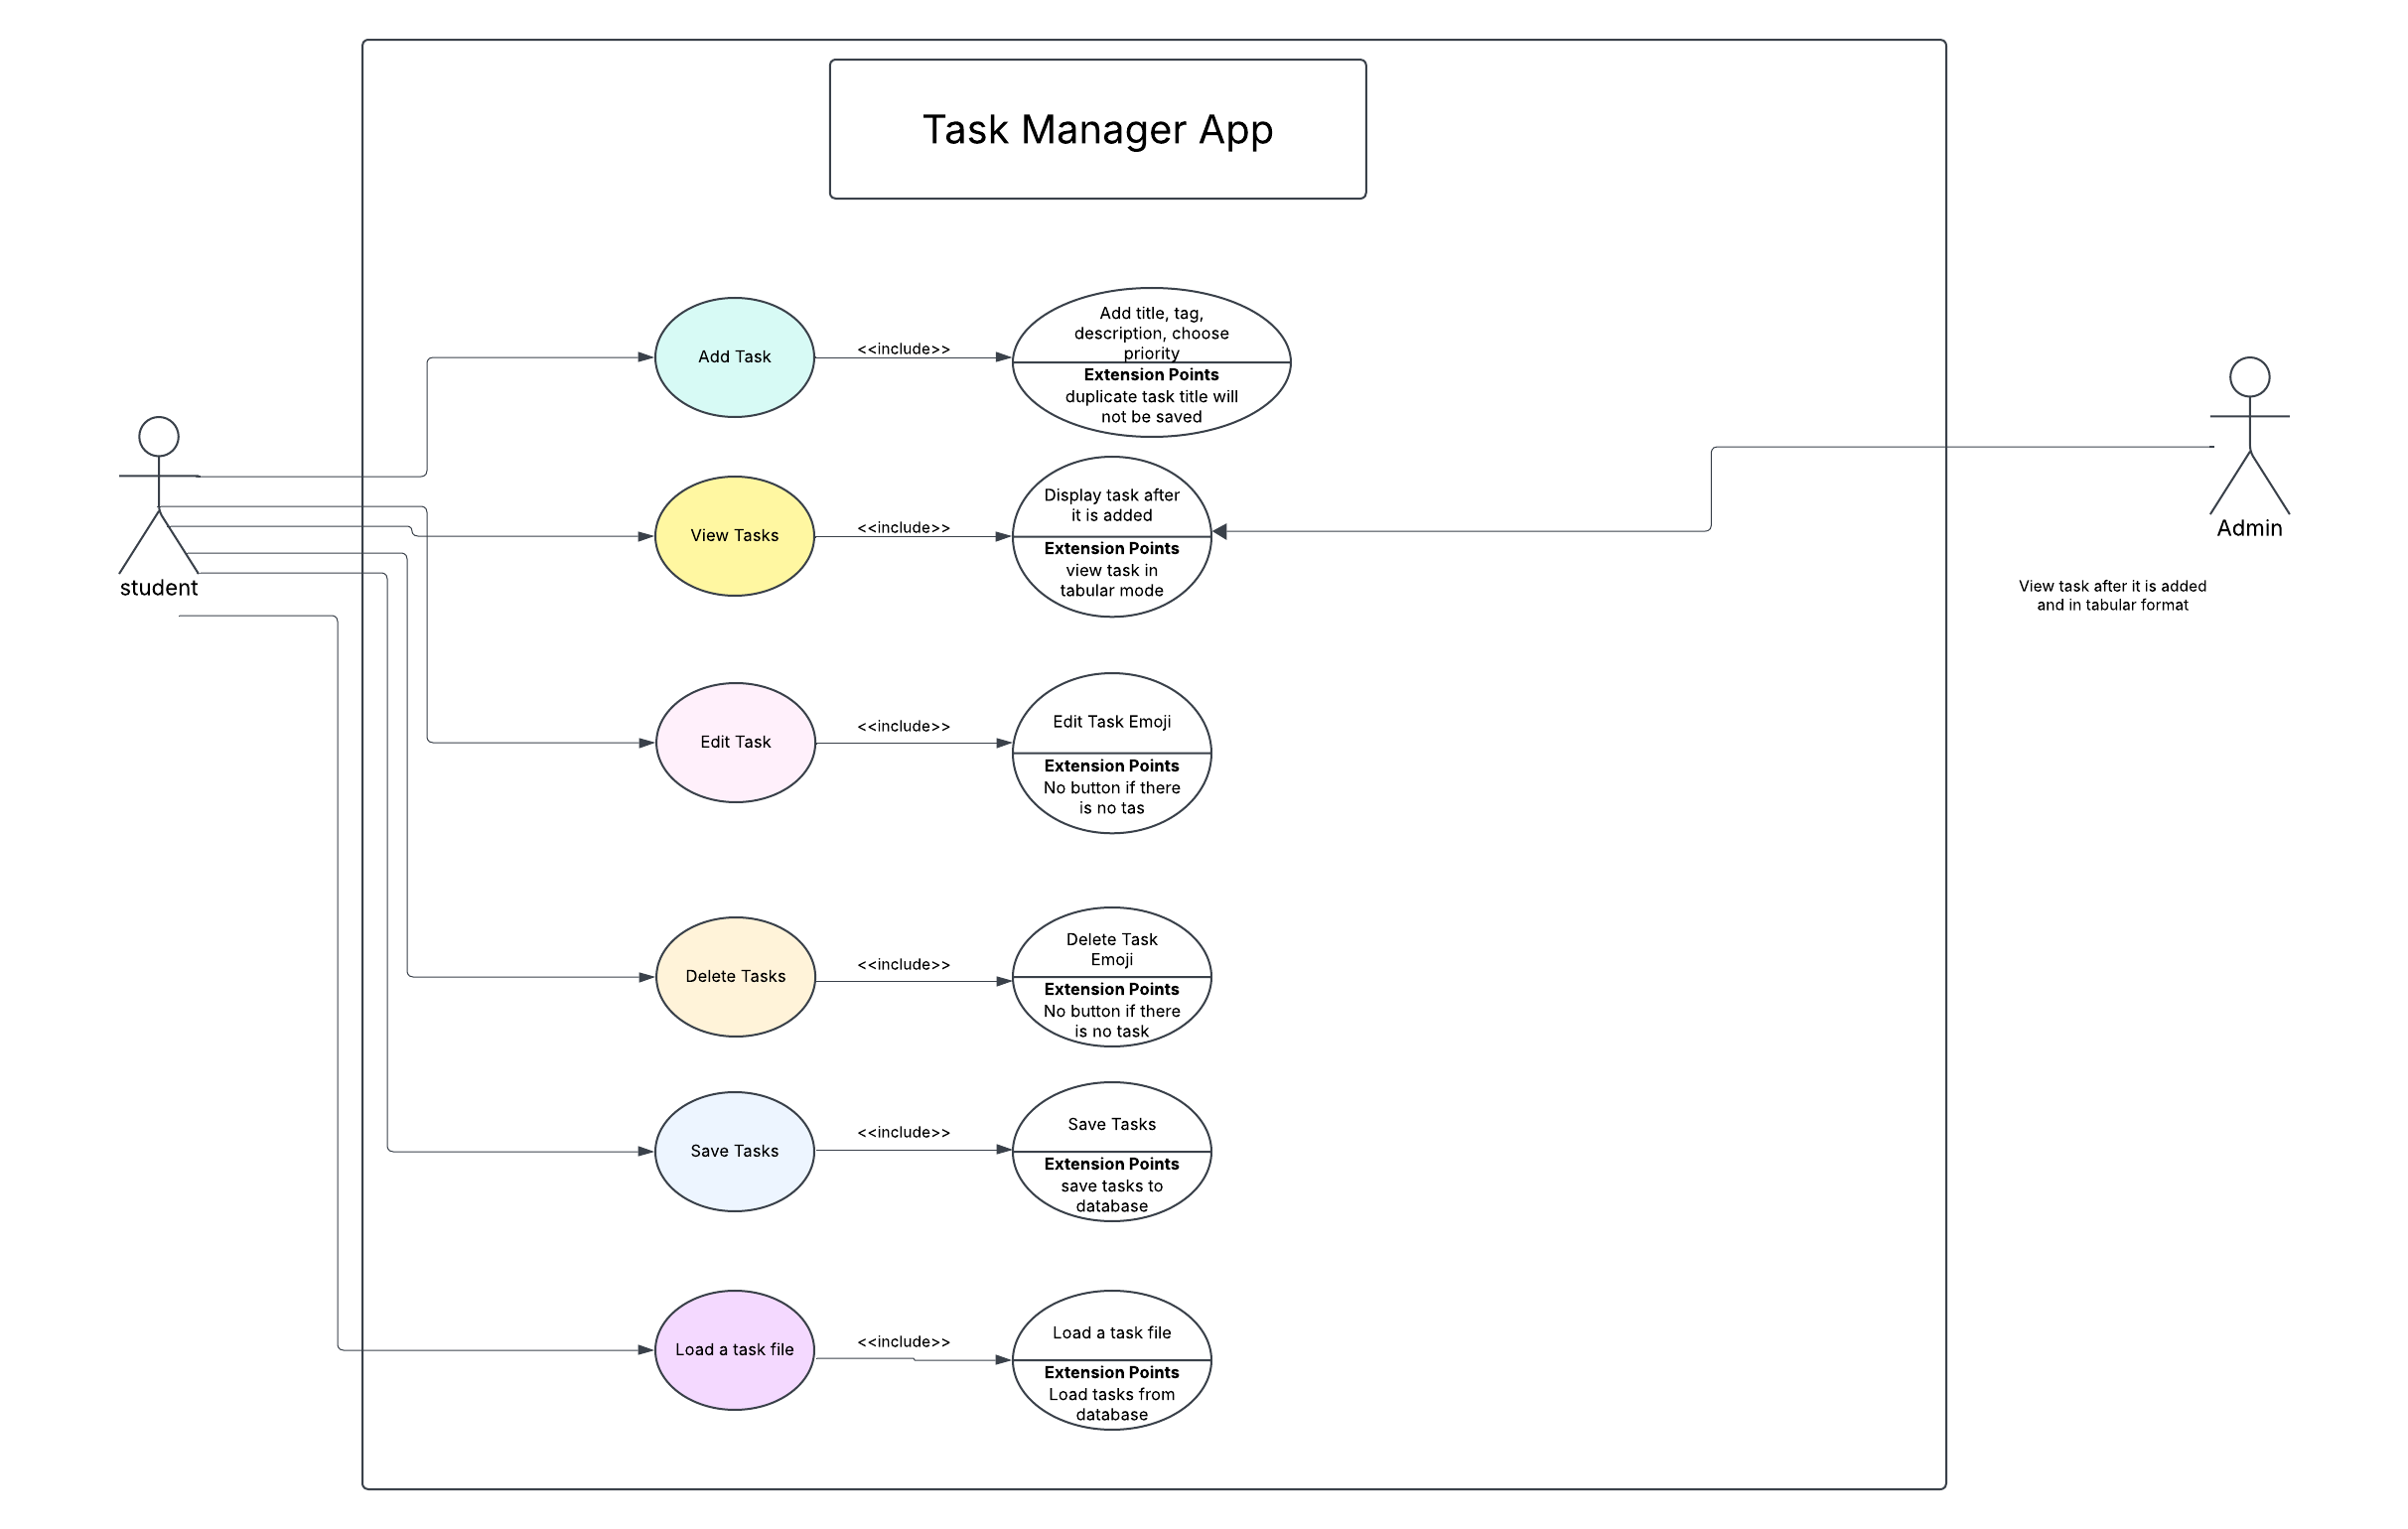 Task Manager App
Add Task
<<include>>
Add title, tag,
description, choose
priority
Extension Points
duplicate task title will
not be saved
student
View Tasks
<<include>>
Display task after
it is added
Extension Points
view task in
tabular mode
Admin
View task after it is added
and in tabular format
Edit Task
<<include>>
Edit Task Emoji
Extension Points
No button if there
is no tas
Delete Tasks
<<include>>
Delete Task
Emoji
Extension Points
No button if there
is no task
Save Tasks
<<include>>
Save Tasks
Extension Points
save tasks to
database
Load a task file
<<include>>
Load a task file
Extension Points
Load tasks from
database